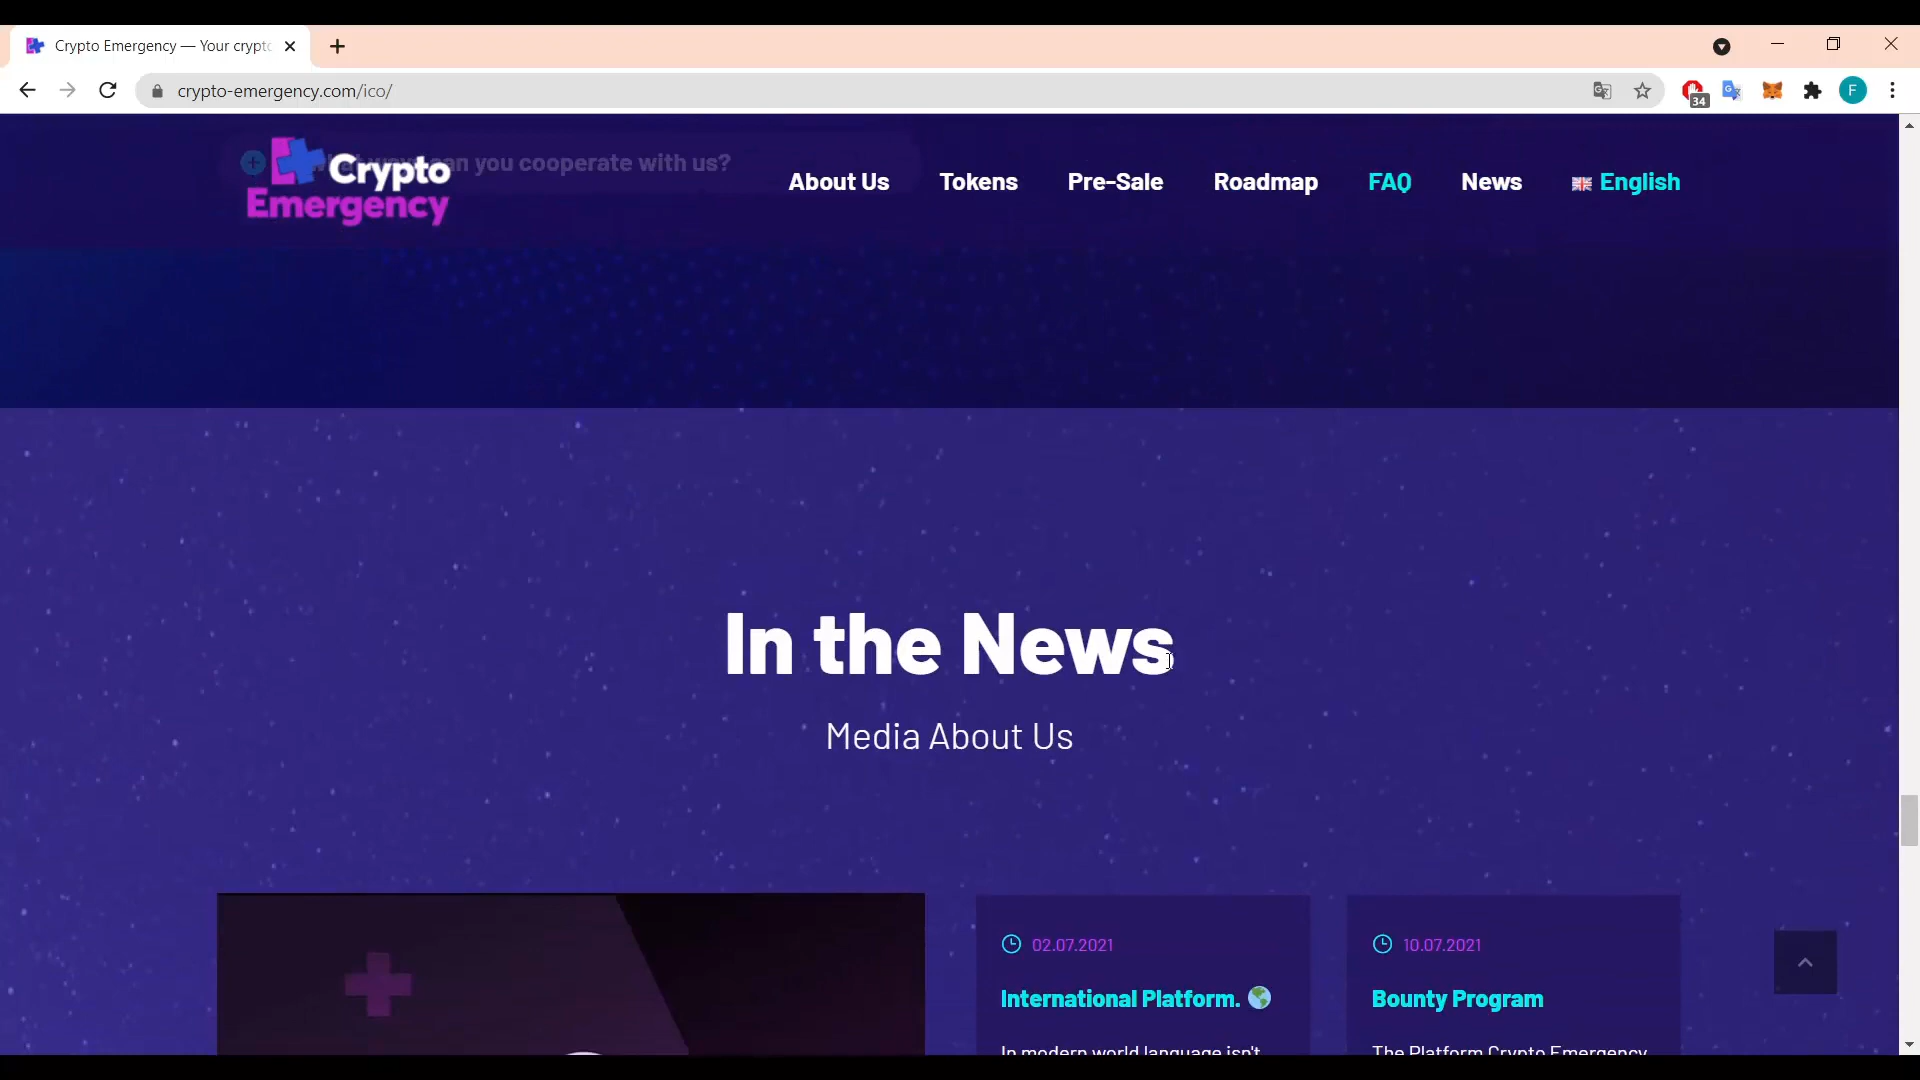 Crypto Emergency — Your crypto
crypto-emergency.com/ico/
34
F
can you cooperate with us?
Crypto
Emergency
About Us
Tokens
Pre-Sale
Roadmap
FAQ
News
English
In the News
Media About Us
02.07.2021
International Platform.
In modern world language isn't
10.07.2021
Bounty Program
The Platform Crypto Emergency